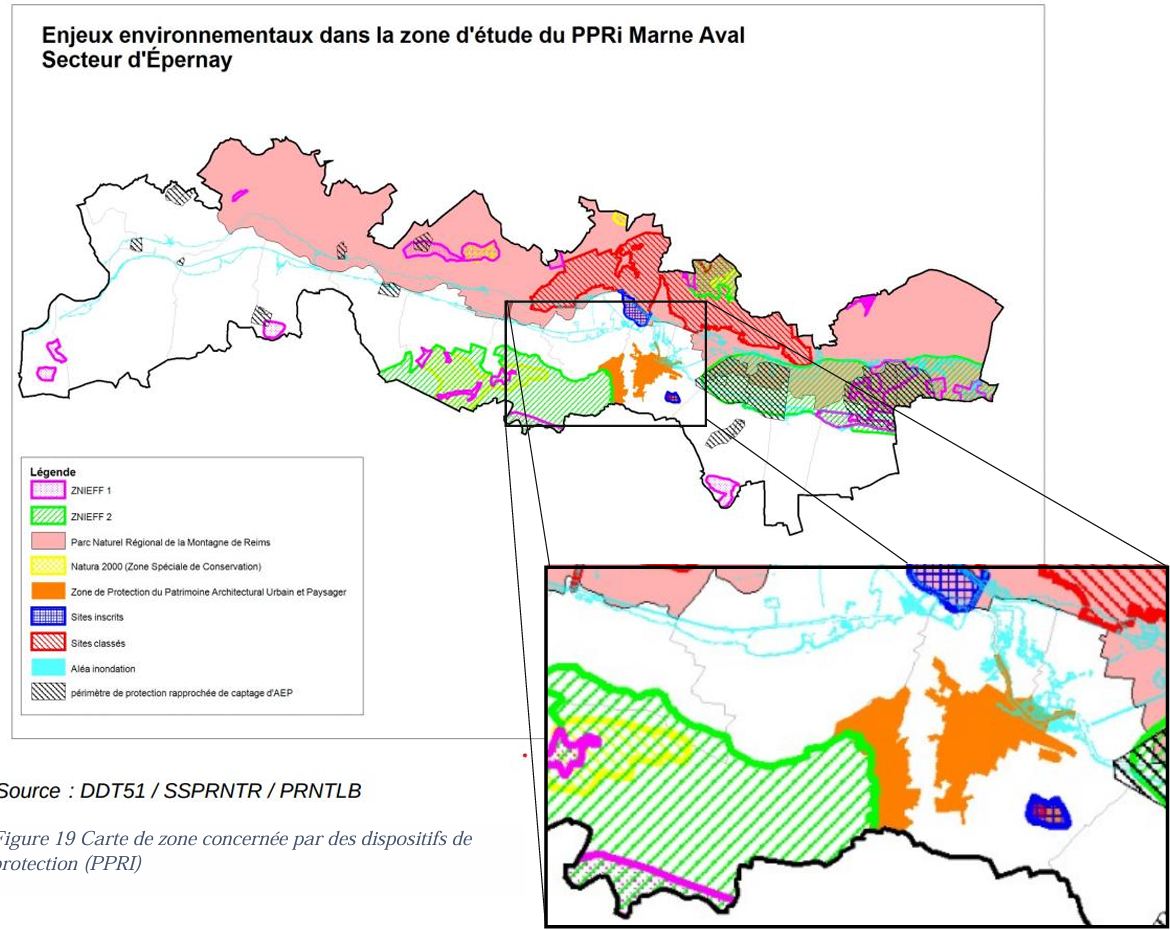 Enjeux environnementaux dans la zone d'étude du PPRi Marne Aval
Secteur d'Épernay
Légende
ZNIEFF 1
ZNIEFF 2
Parc Naturel Régional de la Montagne de Reims
Natura 2000 (Zone Spéciale de Conservation)
Zone de Protection du Patrimoine Architectural Urbain et Paysager
Sites inscrits
Sites classés
Aléa inondation
périmètre de protection rapprochée de captage d'AEP
Source : DDT51 / SSPRNTR / PRNTLB
Figure 19 Carte de zone concernée par des dispositifs de
protection (PPRI)